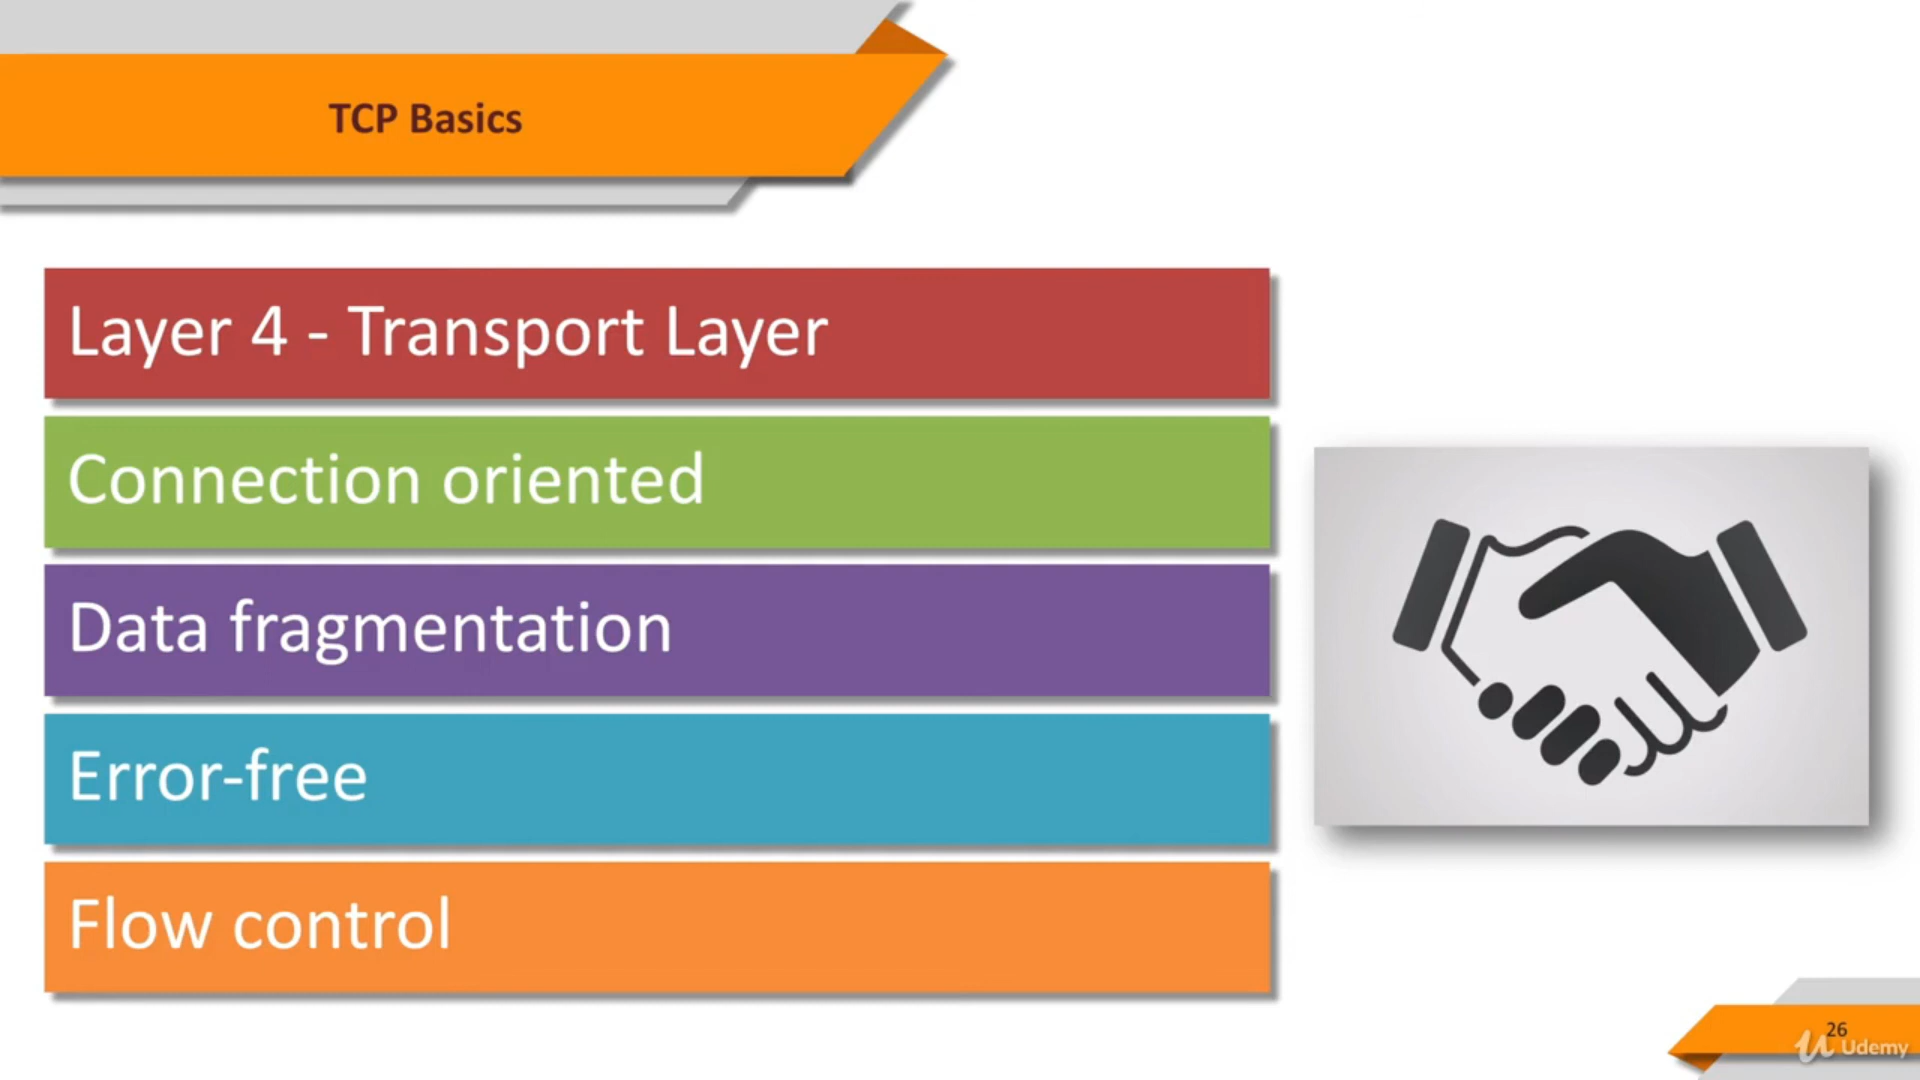 TCP Basics
Layer 4 - Transport Layer
Connection oriented
Data fragmentation
Error-free
Flow control
26
Udemy